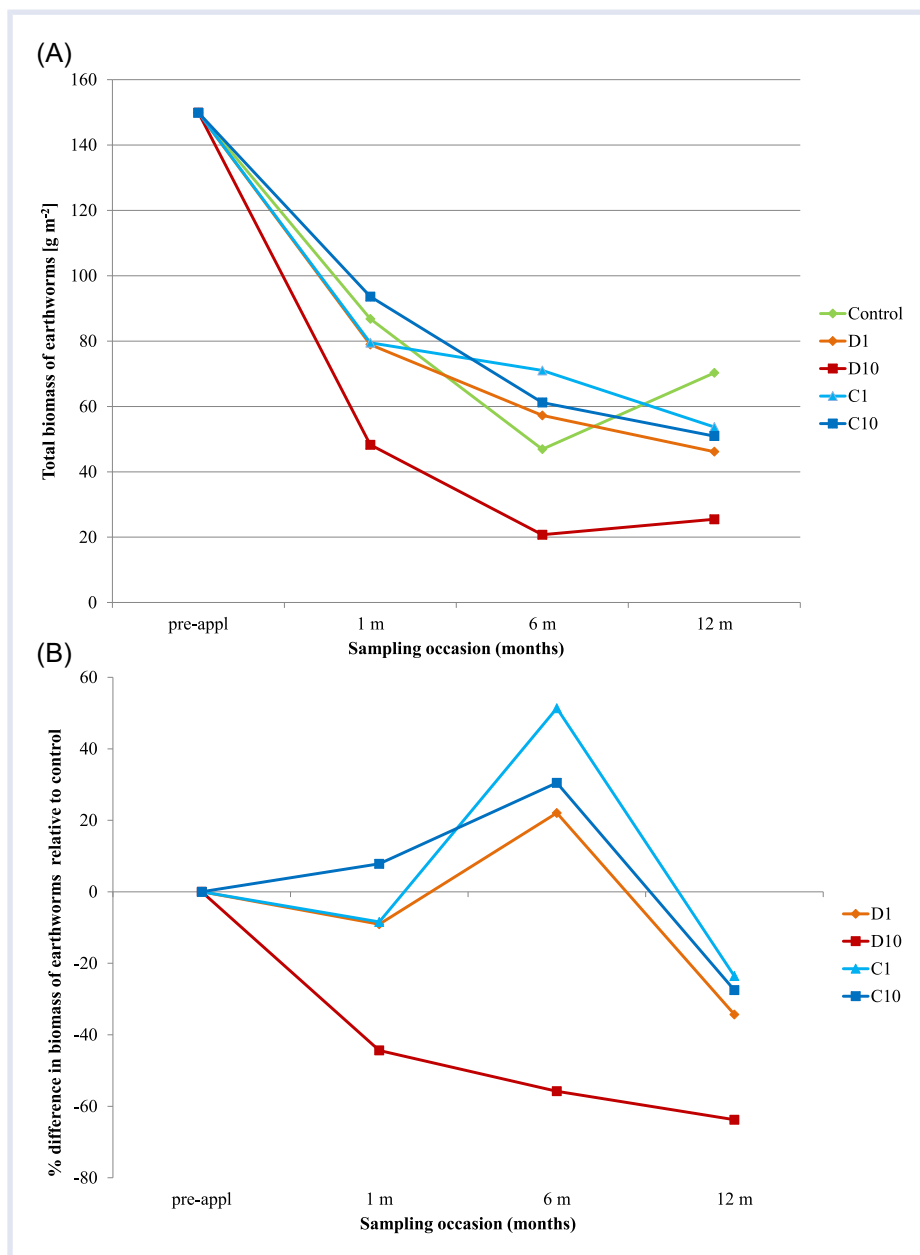 (A)
160
140
120
100
80
60
40
20
0
Total biomass of earthworms [g m⁻²]
pre-appl 1 m 6 m 12 m
Sampling occasion (months)
Control
D1
D10
C1
C10
(B)
60
40
20
0
-20
-40
-60
-80
% difference in biomass of earthworms relative to control
pre-appl 1 m 6 m 12 m
Sampling occasion (months)
D1
D10
C1
C10